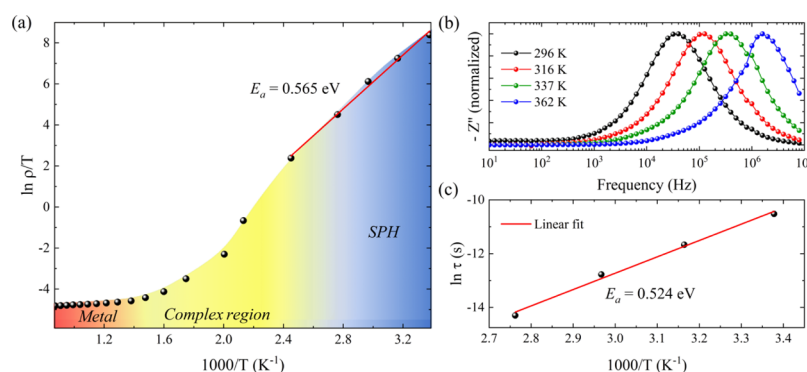 (a)
8
6
4
2
0
-2
-4
ln ρ/T
Eₐ = 0.565 eV
SPH
Metal
Complex region
1.2
1.6
2.0
2.4
2.8
3.2
1000/T (K⁻¹)
(b)
- Z" (normalized)
296 K
316 K
337 K
362 K
10¹
10²
10³
10⁴
10⁵
10⁶
Frequency (Hz)
(c)
-10
-12
-14
ln τ (s)
Linear fit
Eₐ = 0.524 eV
2.7
2.8
2.9
3.0
3.1
3.2
3.3
3.4
1000/T (K⁻¹)